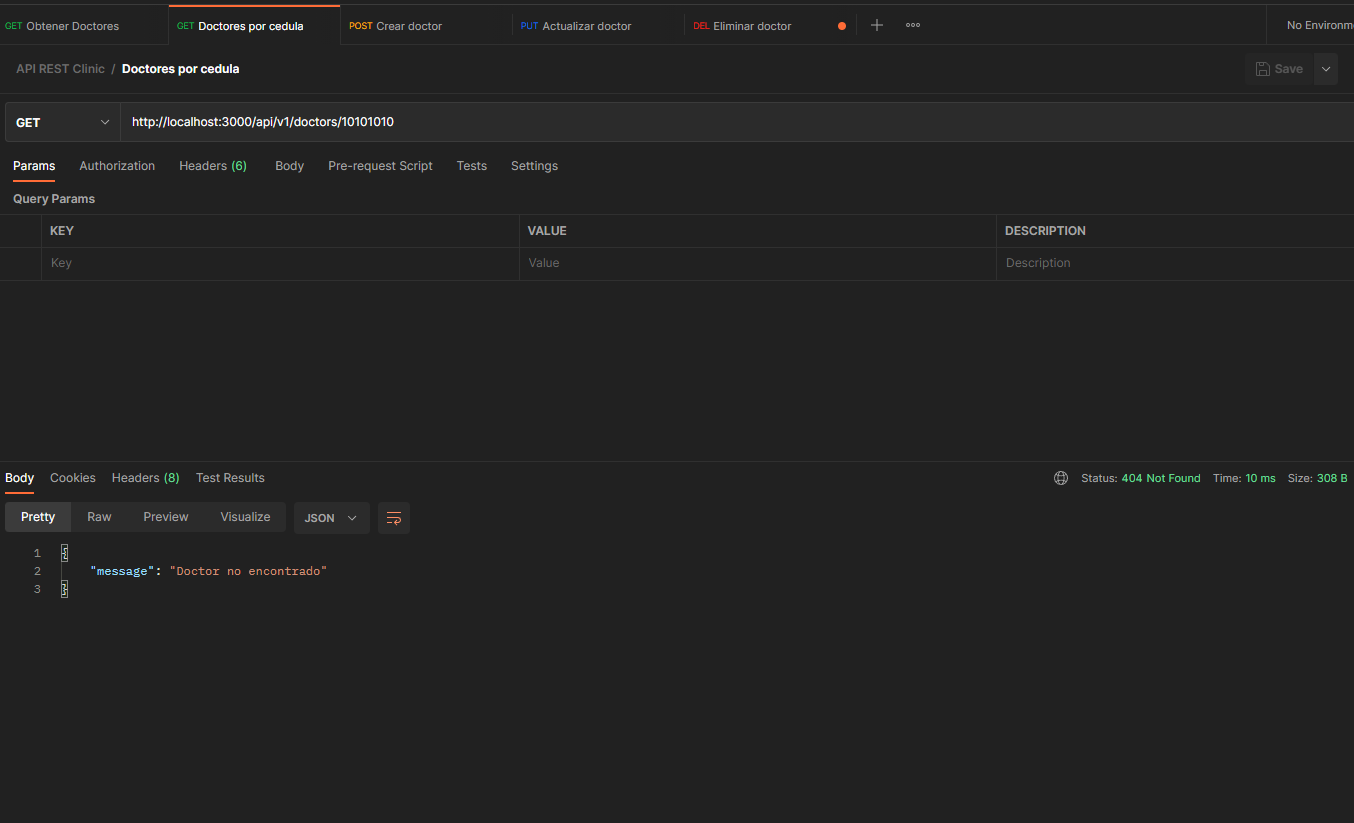 GET Obtener Doctores GET Doctores por cedula POST Crear doctor PUT Actualizar doctor DEL Eliminar doctor No Environme
API REST Clinic / Doctores por cedula Save
GET http://localhost:3000/api/v1/doctors/10101010
Params Authorization Headers (6) Body Pre-request Script Tests Settings
Query Params
KEY VALUE DESCRIPTION
Key Value Description
Body Cookies Headers (8) Test Results Status: 404 Not Found Time: 10 ms Size: 308 B
Pretty Raw Preview Visualize JSON
1 {
2 "message": "Doctor no encontrado"
3 }